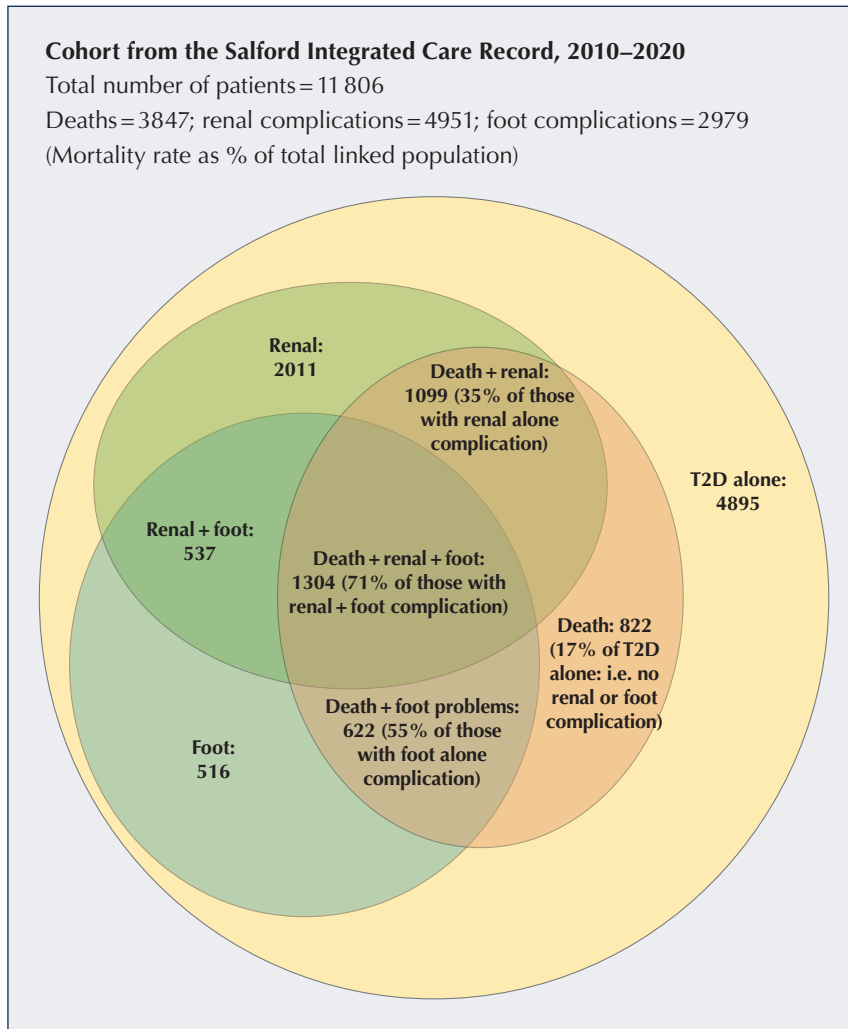 Cohort from the Salford Integrated Care Record, 2010–2020
Total number of patients = 11 806
Deaths = 3847; renal complications = 4951; foot complications = 2979
(Mortality rate as % of total linked population)
Renal:
2011
Death + renal:
1099 (35% of those
with renal alone
complication)
T2D alone:
4895
Renal + foot:
537
Death + renal + foot:
1304 (71% of those with
renal + foot complication)
Death: 822
(17% of T2D
alone: i.e. no
renal or foot
complication)
Death + foot problems:
622 (55% of those
with foot alone
complication)
Foot:
516